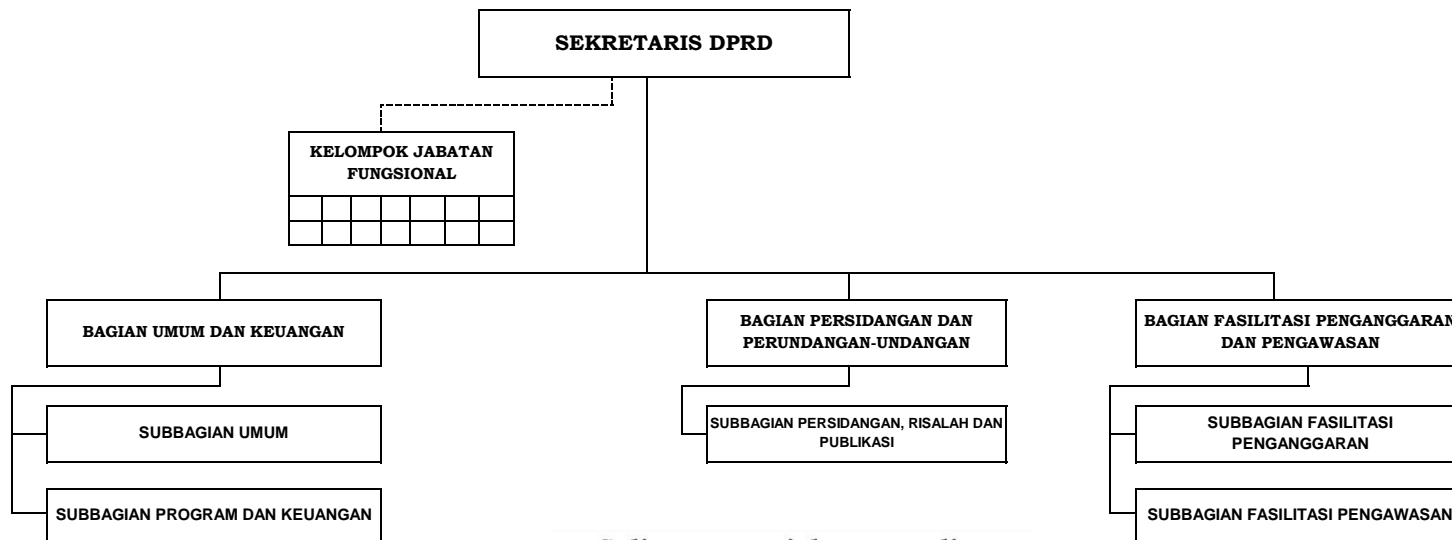 SEKRETARIS DPRD
KELOMPOK JABATAN
FUNGSIONAL
BAGIAN UMUM DAN KEUANGAN
BAGIAN PERSIDANGAN DAN
PERUNDANGAN-UNDANGAN
BAGIAN FASILITASI PENGANGGARAN
DAN PENGAWASAN
SUBBAGIAN UMUM
SUBBAGIAN PERSIDANGAN, RISALAH DAN
PUBLIKASI
SUBBAGIAN FASILITASI
PENGANGGARAN
SUBBAGIAN PROGRAM DAN KEUANGAN
SUBBAGIAN FASILITASI PENGAWASAN